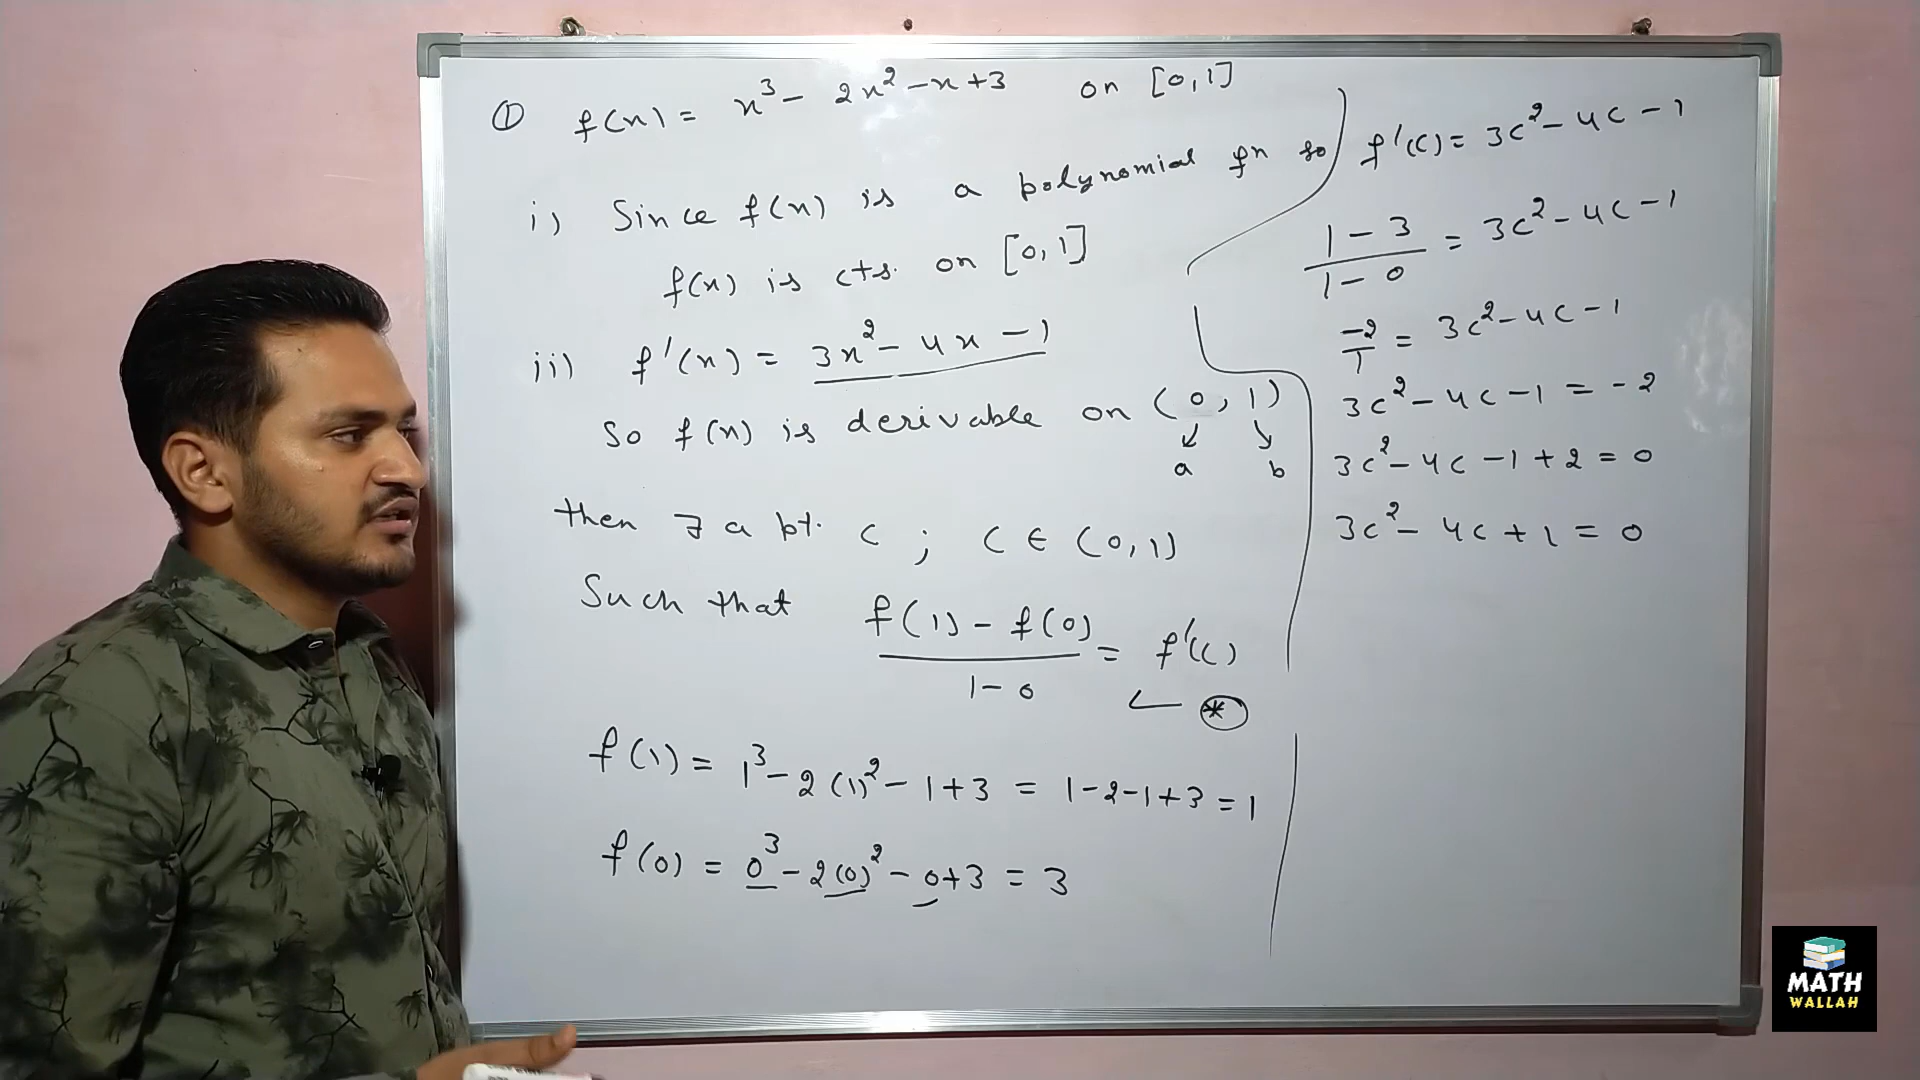 ① f(x) = x³ - 2x² - x + 3 on [0, 1]
i) Since f(x) is a polynomial fn so
f(x) is cts. on [0, 1]
ii) f'(x) = 3x² - 4x - 1
So f(x) is derivable on (0, 1)
a b
then ∃ a pt. c ; c ∈ (0, 1)
Such that f(1) - f(0) / 1 - 0 = f'(c)
← *
f(1) = 1³ - 2(1)² - 1 + 3 = 1 - 2 - 1 + 3 = 1
f(0) = 0³ - 2(0)² - 0 + 3 = 3
f'(c) = 3c² - 4c - 1
1 - 3 / 1 - 0 = 3c² - 4c - 1
-2/1 = 3c² - 4c - 1
3c² - 4c - 1 = -2
3c² - 4c - 1 + 2 = 0
3c² - 4c + 1 = 0
MATH
WALLAH